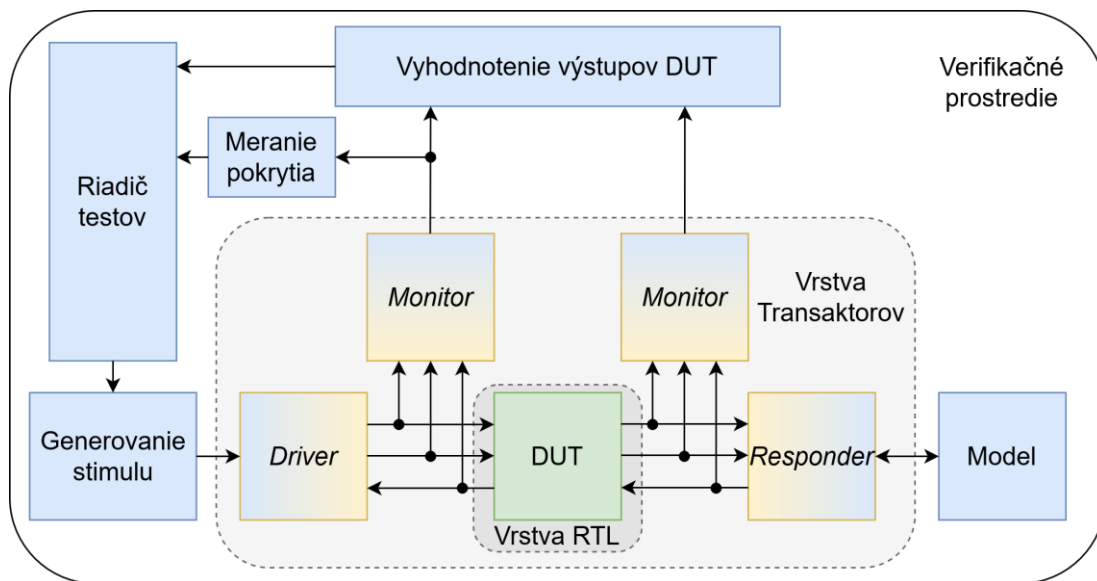 Vyhodnotenie výstupov DUT
Verifikačné
prostredie
Meranie
pokrytia
Riadič
testov
Monitor
Monitor
Vrstva
Transaktorov
Generovanie
stimulu
Driver
DUT
Responder
Model
Vrstva RTL